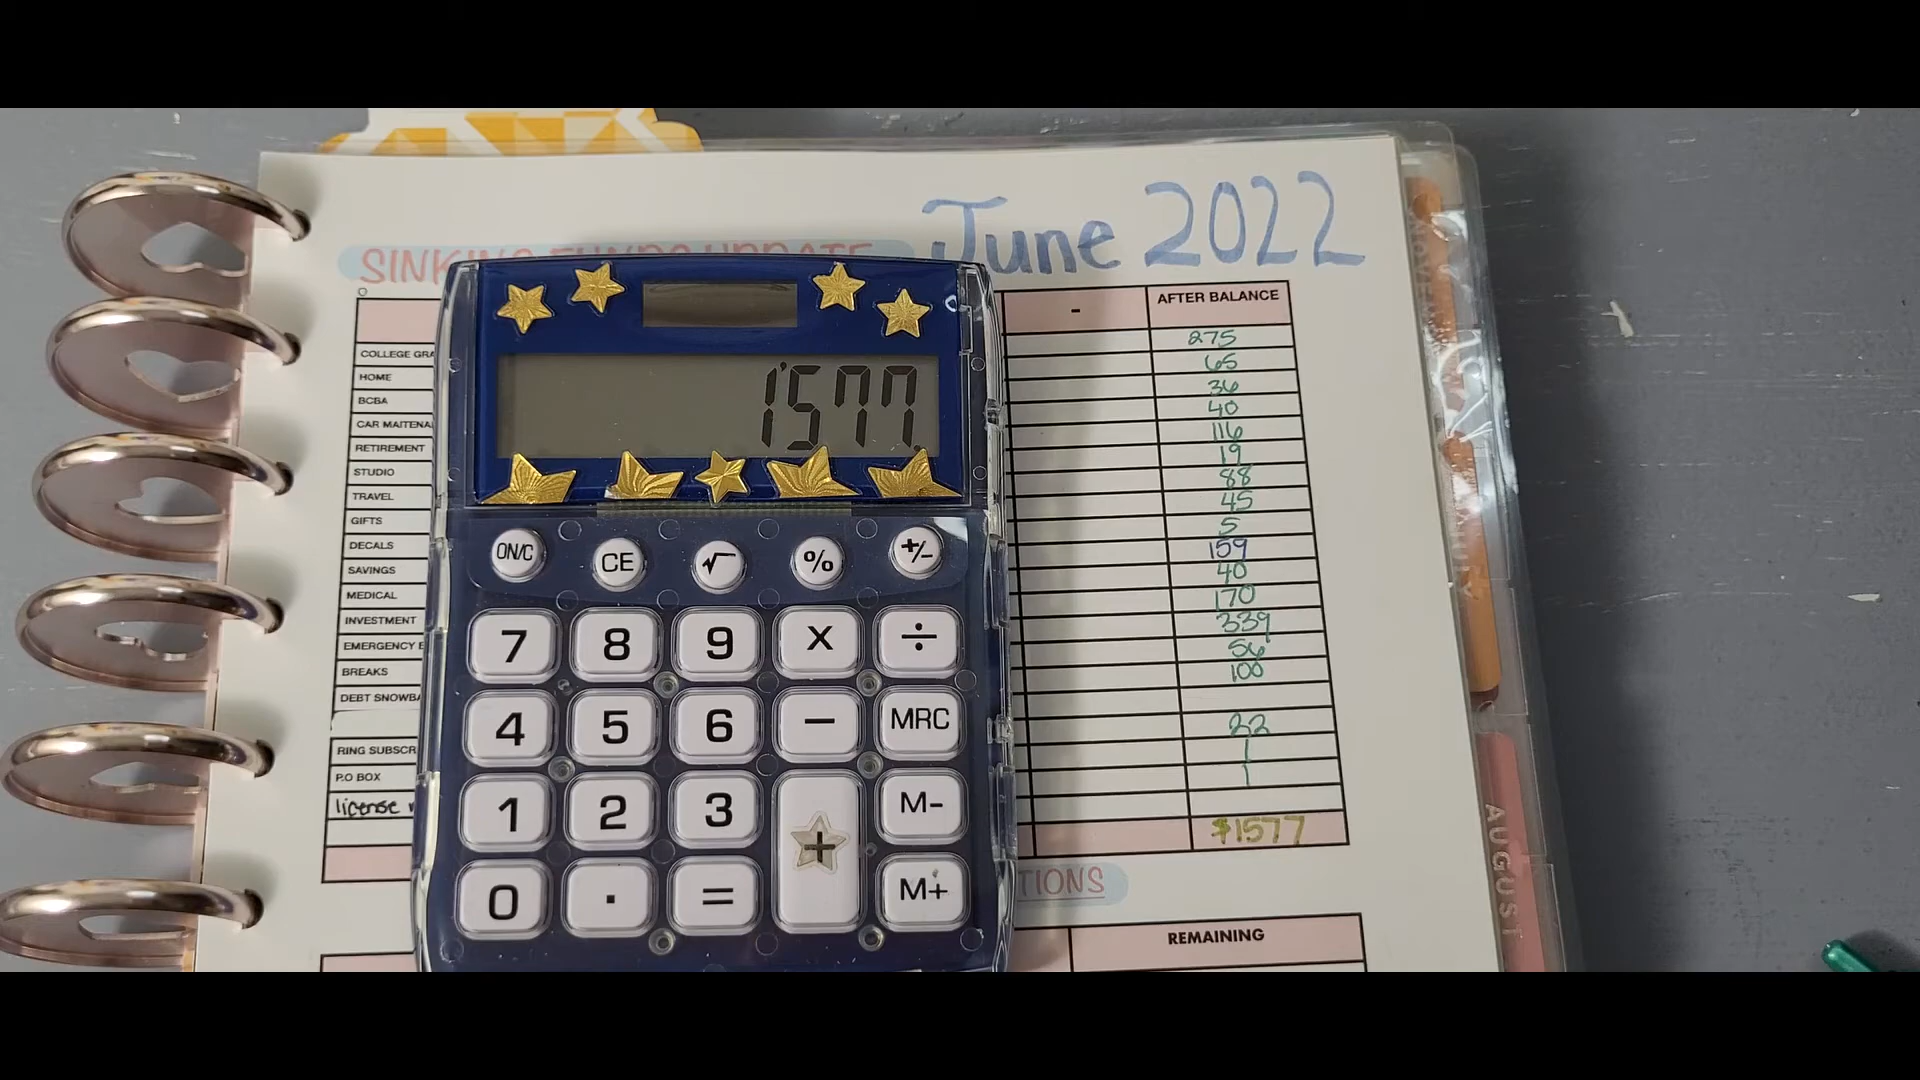 June 2022
SINKING FUNDS UPDATE
- AFTER BALANCE
COLLEGE GRA 275
HOME 65
BCBA 36
CAR MAITENA 40
RETIREMENT 116
STUDIO 19
TRAVEL 88
GIFTS 45
DECALS 5
SAVINGS 159
MEDICAL 40
INVESTMENT 170
EMERGENCY 339
BREAKS 56
DEBT SNOWBA 100
RING SUBSCR 22
P.O BOX 1
license 1
$1577
TIONS
REMAINING
1'577.
ON/C CE √ % +/-
7 8 9 X ÷
4 5 6 − MRC
1 2 3 + M-
0 . = M+
AUGUST